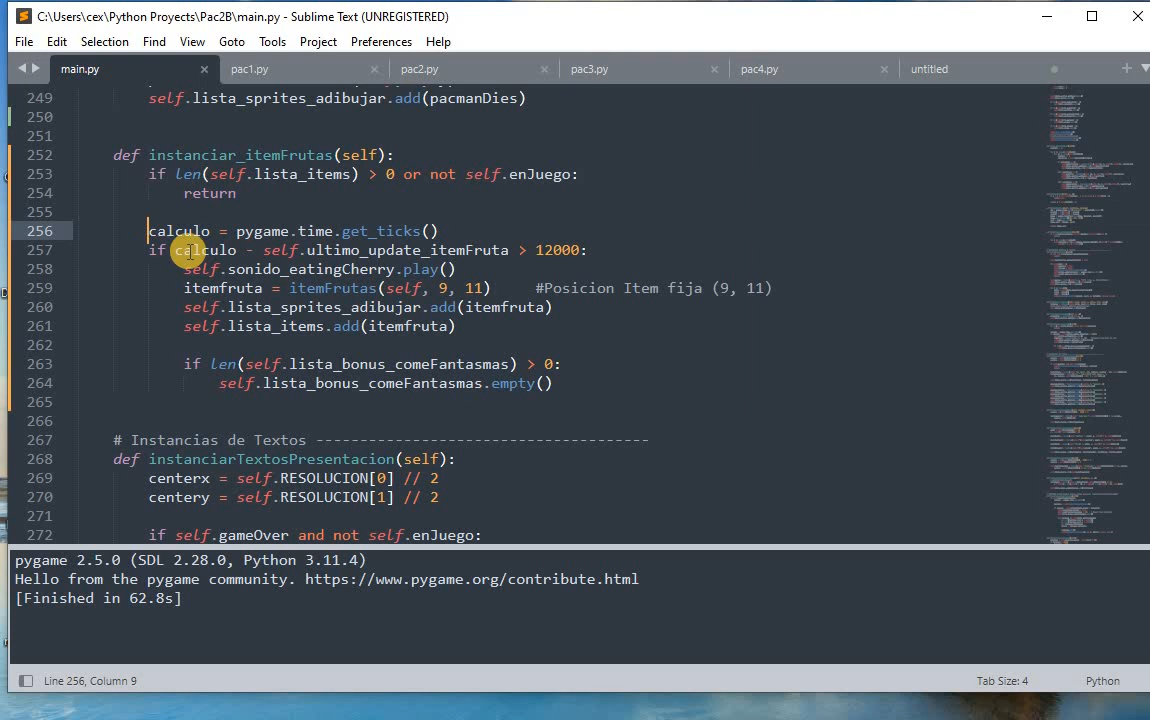 C:\Users\cex\Python Proyects\Pac2B\main.py - Sublime Text (UNREGISTERED)
File Edit Selection Find View Goto Tools Project Preferences Help
main.py pac1.py pac2.py pac3.py pac4.py untitled
249 self.lista_sprites_adibujar.add(pacmanDies)
250
251
252 def instanciar_itemFrutas(self):
253 if len(self.lista_items) > 0 or not self.enJuego:
254 return
255
256 calculo = pygame.time.get_ticks()
257 if calculo - self.ultimo_update_itemFruta > 12000:
258 self.sonido_eatingCherry.play()
259 itemfruta = itemFrutas(self, 9, 11) #Posicion Item fija (9, 11)
260 self.lista_sprites_adibujar.add(itemfruta)
261 self.lista_items.add(itemfruta)
262
263 if len(self.lista_bonus_comeFantasmas) > 0:
264 self.lista_bonus_comeFantasmas.empty()
265
266
267 # Instancias de Textos --------------------------------------
268 def instanciarTextosPresentacion(self):
269 centerx = self.RESOLUCION[0] // 2
270 centery = self.RESOLUCION[1] // 2
271
272 if self.gameOver and not self.enJuego:
pygame 2.5.0 (SDL 2.28.0, Python 3.11.4)
Hello from the pygame community. https://www.pygame.org/contribute.html
[Finished in 62.8s]
Line 256, Column 9 Tab Size: 4 Python